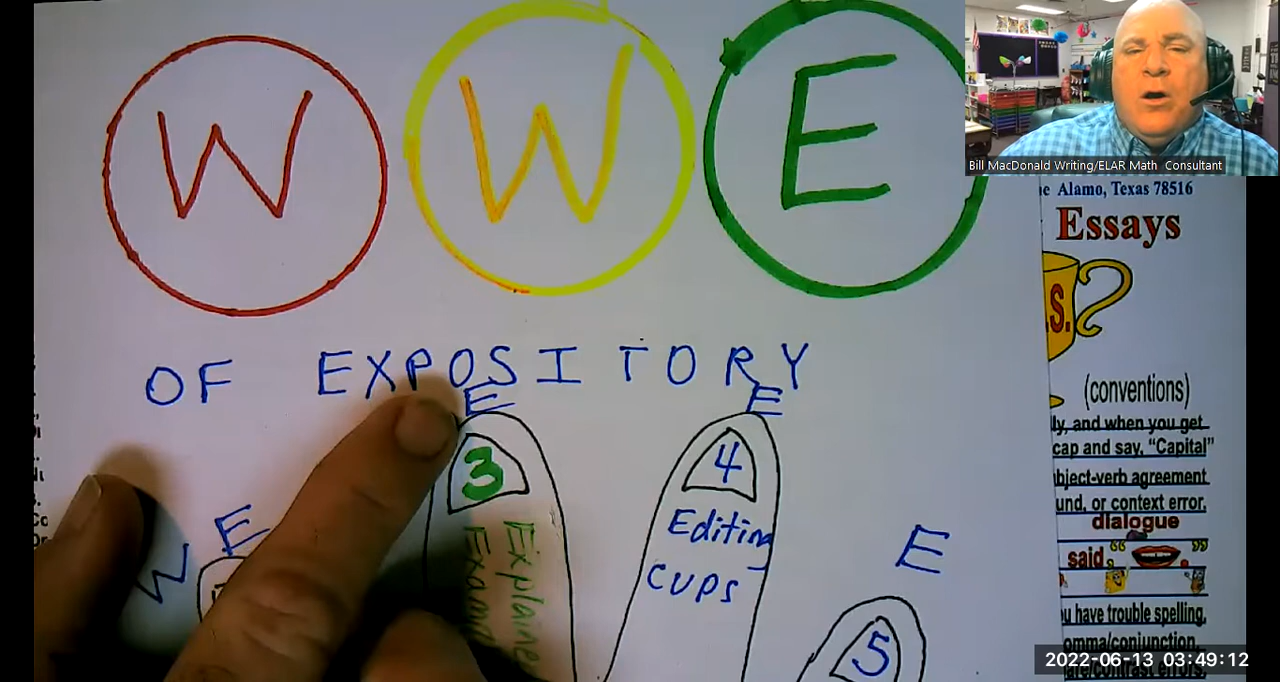 W W E
OF EXPOSITORY
E E
3 4
W E
Editing
E
Explained
CUPS
5
Bill MacDonald Writing/ELAR Math Consultant
Alamo, Texas 78516
Essays
S.
(conventions)
ly, and when you get
cap and say, “Capital”
bject-verb agreement
und, or context error.
dialogue
said “ ”
u have trouble spelling,
omma/conjunction,
2022-06-13 03:49:12